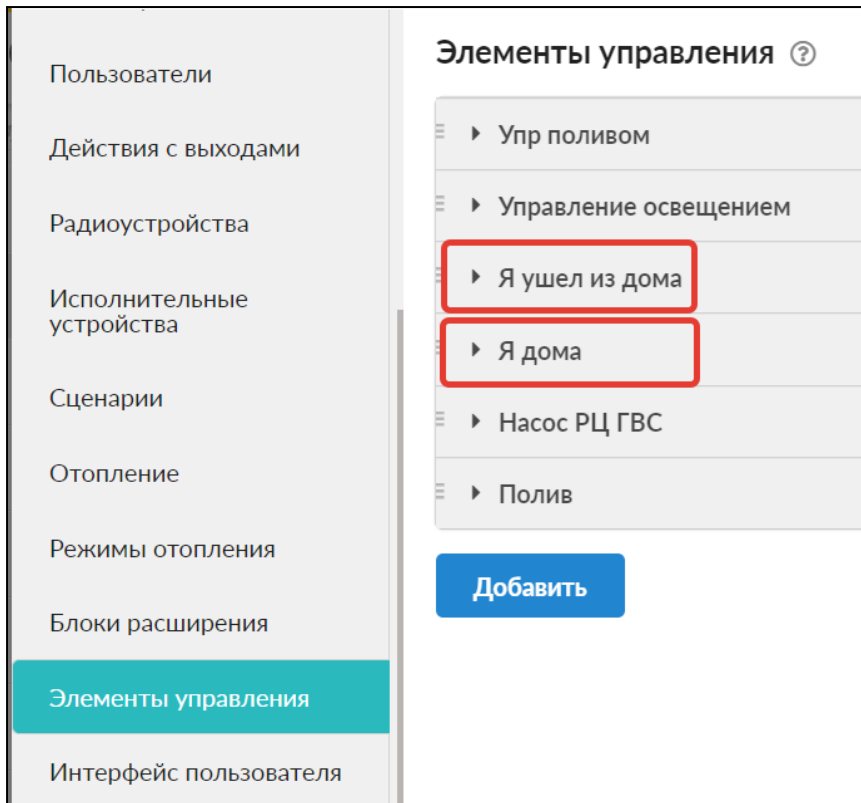 Пользователи
Действия с выходами
Радиоустройства
Исполнительные
устройства
Сценарии
Отопление
Режимы отопления
Блоки расширения
Элементы управления
Интерфейс пользователя
Элементы управления ?
Упр поливом
Управление освещением
Я ушел из дома
Я дома
Насос РЦ ГВС
Полив
Добавить